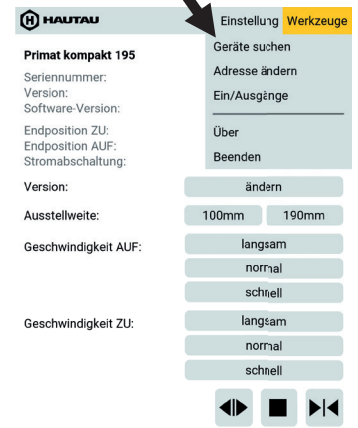 HAUTAU
Einstellung Werkzeuge
Primat kompakt 195
Geräte suchen
Seriennummer:
Adresse ändern
Version:
Ein/Ausgänge
Software-Version:
Endposition ZU:
Über
Endposition AUF:
Beenden
Stromabschaltung:
Version:
ändern
Ausstellweite:
100mm 190mm
Geschwindigkeit AUF:
langsam
normal
schnell
Geschwindigkeit ZU:
langsam
normal
schnell